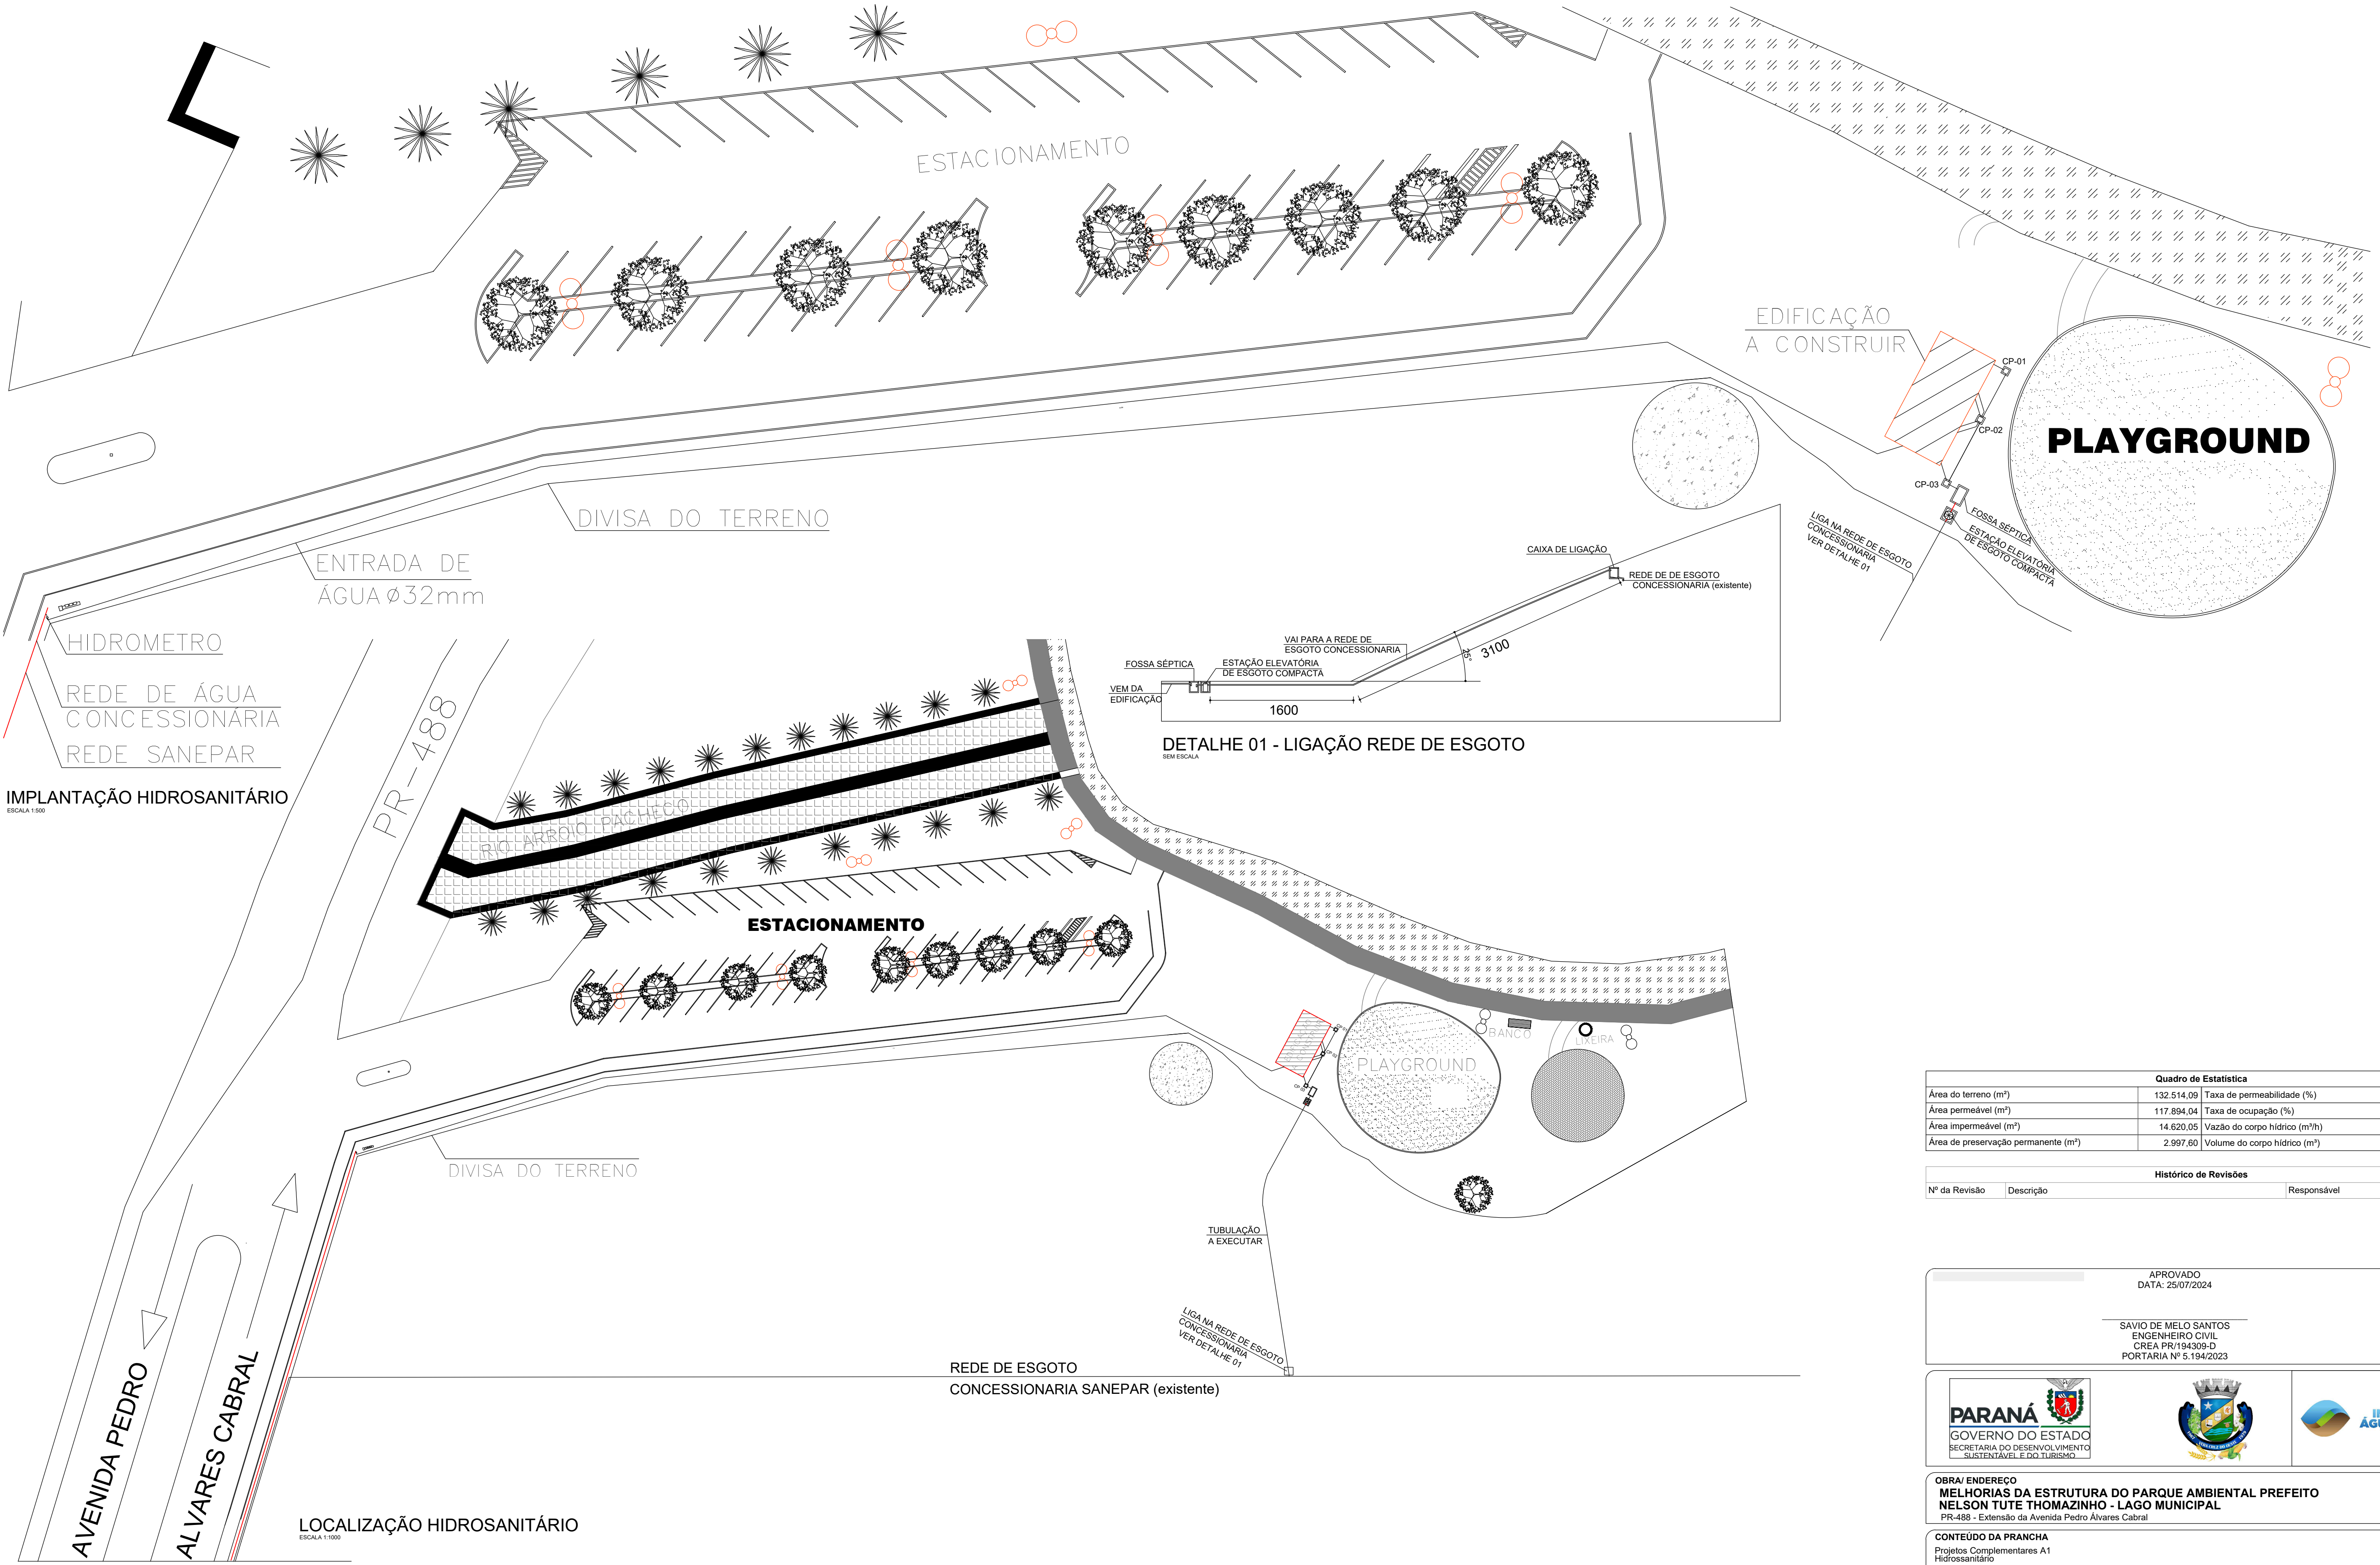 ESTACIONAMENTO
EDIFICAÇÃO
A CONSTRUIR
CP-01
CP-02
CP-03
PLAYGROUND
FOSSA SÉPTICA
ESTAÇÃO ELEVATÓRIA
DE ESGOTO COMPACTA
LIGA NA REDE DE ESGOTO
CONCESSIONARIA
VER DETALHE 01
DIVISA DO TERRENO
ENTRADA DE
ÁGUA Ø32mm
HIDROMETRO
REDE DE ÁGUA
CONCESSIONÁRIA
REDE SANEPAR
IMPLANTAÇÃO HIDROSANITÁRIO
ESCALA 1:500
CAIXA DE LIGAÇÃO
REDE DE DE ESGOTO
CONCESSIONARIA (existente)
VAI PARA A REDE DE
ESGOTO CONCESSIONARIA
25°
3100
FOSSA SÉPTICA
ESTAÇÃO ELEVATÓRIA
DE ESGOTO COMPACTA
VEM DA
EDIFICAÇÃO
1600
DETALHE 01 - LIGAÇÃO REDE DE ESGOTO
SEM ESCALA
PR-488
RIO ARROIO PACHECO
ESTACIONAMENTO
PLAYGROUND
BANCO
LIXEIRA
DIVISA DO TERRENO
TUBULAÇÃO
A EXECUTAR
LIGA NA REDE DE ESGOTO
CONCESSIONARIA
VER DETALHE 01
REDE DE ESGOTO
CONCESSIONARIA SANEPAR (existente)
AVENIDA PEDRO
ALVARES CABRAL
LOCALIZAÇÃO HIDROSANITÁRIO
ESCALA 1:1000
Quadro de Estatística
Área do terreno (m²) 132.514,09 Taxa de permeabilidade (%)
Área permeável (m²) 117.894,04 Taxa de ocupação (%)
Área impermeável (m²) 14.620,05 Vazão do corpo hídrico (m³/h)
Área de preservação permanente (m²) 2.997,60 Volume do corpo hídrico (m³)
Histórico de Revisões
Nº da Revisão Descrição Responsável
APROVADO
DATA: 25/07/2024
SAVIO DE MELO SANTOS
ENGENHEIRO CIVIL
CREA PR/194309-D
PORTARIA Nº 5.194/2023
PARANÁ
GOVERNO DO ESTADO
SECRETARIA DO DESENVOLVIMENTO
SUSTENTÁVEL E DO TURISMO
OBRA/ ENDEREÇO
MELHORIAS DA ESTRUTURA DO PARQUE AMBIENTAL PREFEITO
NELSON TUTE THOMAZINHO - LAGO MUNICIPAL
PR-488 - Extensão da Avenida Pedro Álvares Cabral
CONTEÚDO DA PRANCHA
Projetos Complementares A1
Hidrossanitário